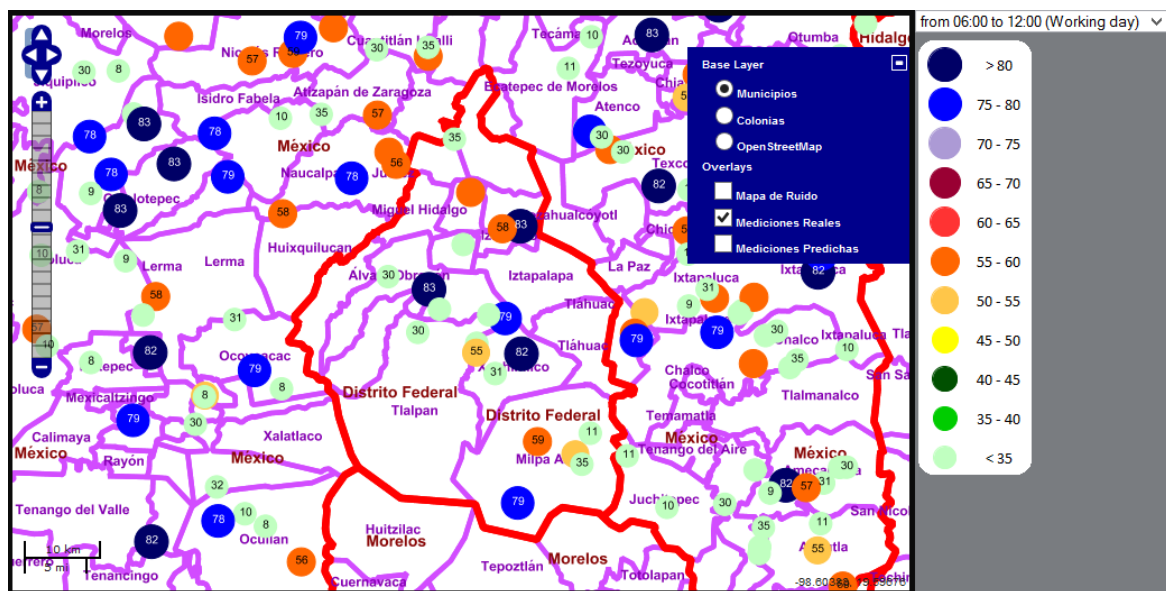 from 06:00 to 12:00 (Working day)
> 80
75 - 80
70 - 75
65 - 70
60 - 65
55 - 60
50 - 55
45 - 50
40 - 45
35 - 40
< 35
Base Layer
Municipios
Colonias
OpenStreetMap
Overlays
Mapa de Ruido
Mediciones Reales
Mediciones Predichas
Morelos
79
30
35
10
83
Otumba
Hidalgo
57
Tecám
Tezoyuca
30
8
11
Isidro Fabela
Atizapán de Zaragoza
Ecatepec de Morelos
Atenco
83
78
78
10
35
57
México
35
30
30
México
83
78
79
Naucalpa
78
56
Texco
82
9
83
Miguel Hidalgo
58
58
83
Huixquilucan
31
9
Lerma
Lerma
Iztapalapa
La Paz
Ixtapaluca
82
30
83
Tláhuac
58
31
9
57
31
79
30
79
30
Ixtapaluca
10
82
8
55
82
Tláhuac
35
10
Ocoyoacac
79
31
Chalco
Cocotitlán
Mexicaltzingo
8
8
Distrito Federal
Tlalmanalco
Tlalpan
Distrito Federal
Temamatla
79
30
11
México
Calimaya
Xalatlaco
59
México
Rayón
México
35
11
Tenango del Aire
México
30
32
82
57
31
9
79
Juchitepec
10
30
Tenango del Valle
78
10
8
Huitzilac
Morelos
35
11
82
Ocuilan
55
10 km
5 mi
56
Tepoztlán
Morelos
Tenancingo
Cuernavaca
Totolapan